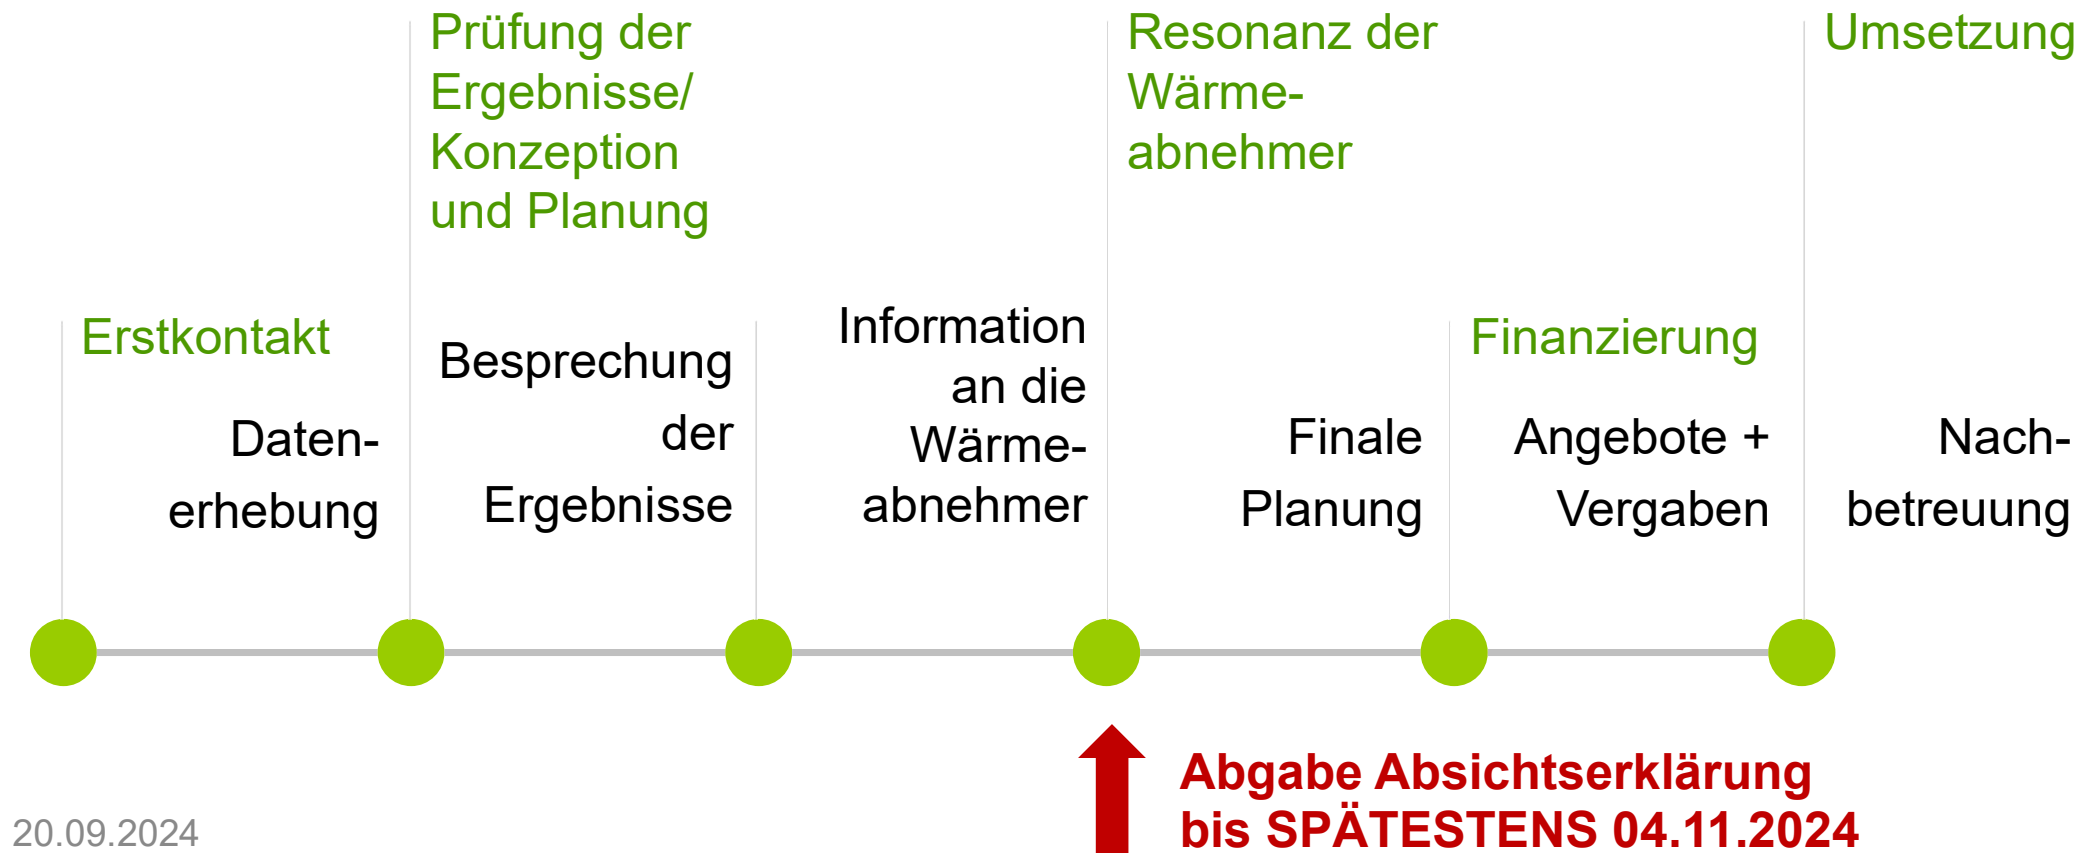 Erstkontakt
Daten-
erhebung
Prüfung der
Ergebnisse/
Konzeption
und Planung
Besprechung
der
Ergebnisse
Information
an die
Wärme-
abnehmer
Resonanz der
Wärme-
abnehmer
Finale
Planung
Finanzierung
Angebote +
Vergaben
Umsetzung
Nach-
betreuung
Abgabe Absichtserklärung
bis SPÄTESTENS 04.11.2024
20.09.2024